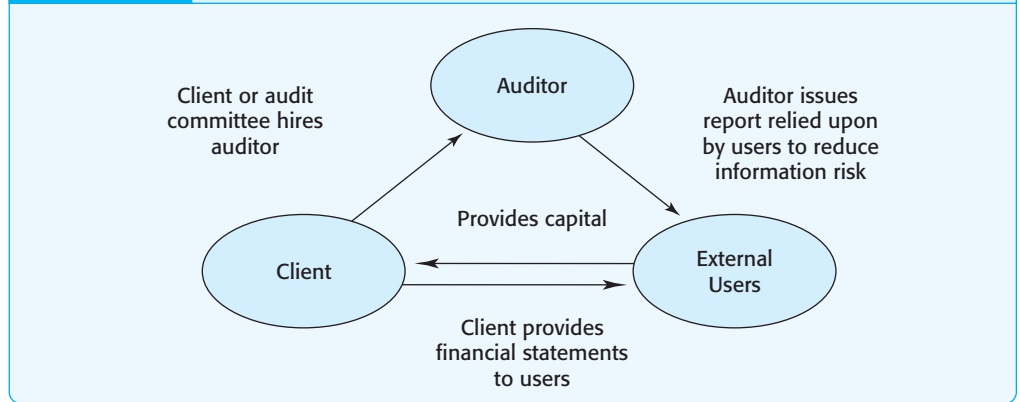 Auditor
Client or audit
committee hires
auditor
Auditor issues
report relied upon
by users to reduce
information risk
Provides capital
Client
External
Users
Client provides
financial statements
to users